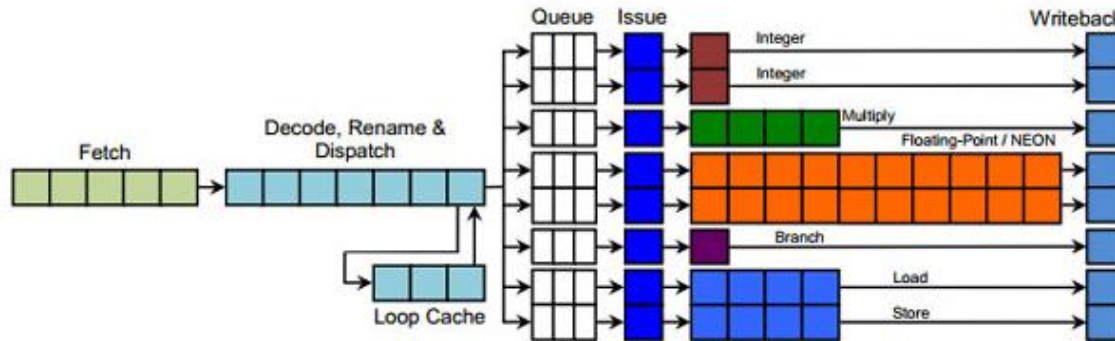 Queue
Issue
Writeback
Integer
Integer
Decode, Rename &
Dispatch
Multiply
Fetch
Floating-Point / NEON
Branch
Load
Loop Cache
Store